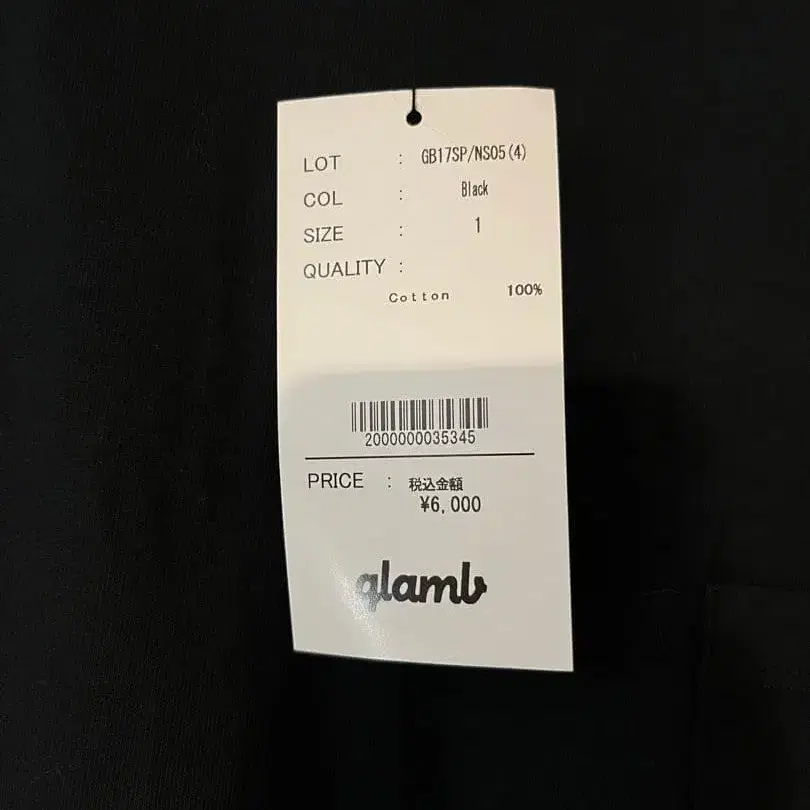 LOT : GB17SP/NS05(4)
COL : Black
SIZE : 1
QUALITY :
Cotton 100%
2000000035345
PRICE : 税込金額
¥6,000
glamb